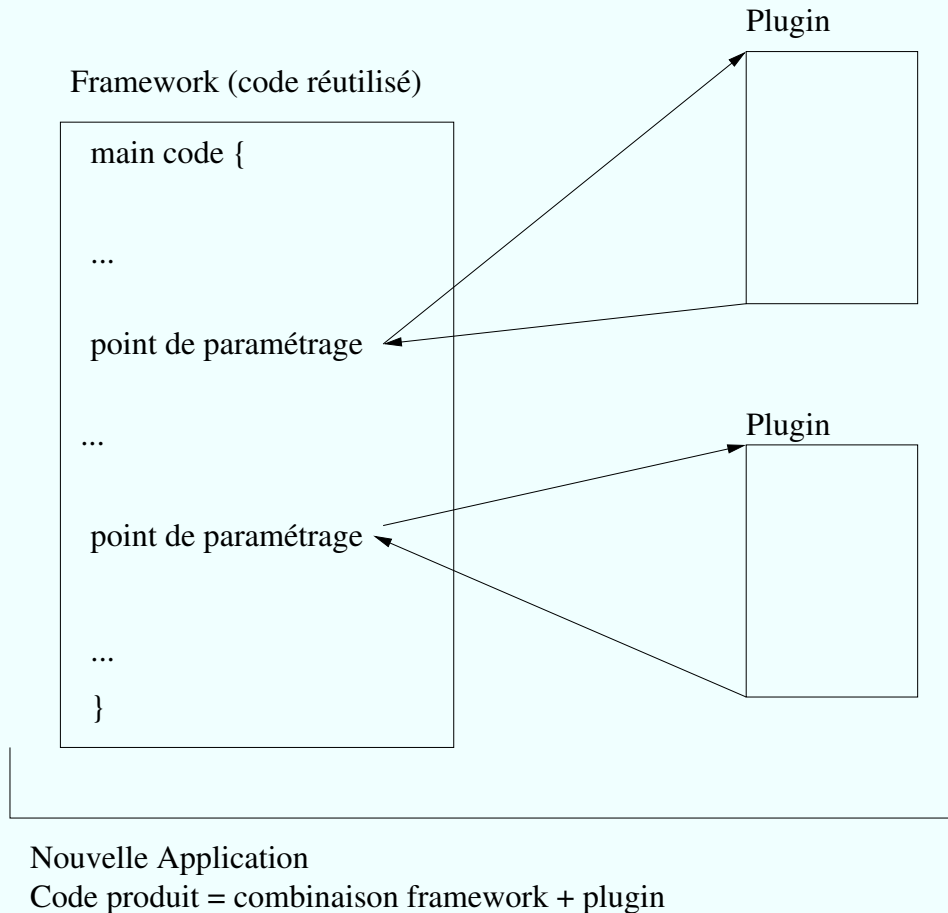 Plugin
Framework (code réutilisé)
main code {
...
point de paramétrage
...
Plugin
point de paramétrage
...
}
Nouvelle Application
Code produit = combinaison framework + plugin